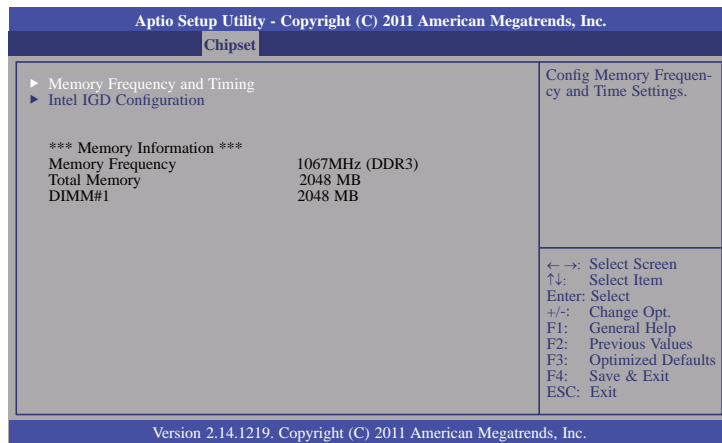 Aptio Setup Utility - Copyright (C) 2011 American Megatrends, Inc.
Chipset
► Memory Frequency and Timing
► Intel IGD Configuration
*** Memory Information ***
Memory Frequency 1067MHz (DDR3)
Total Memory 2048 MB
DIMM#1 2048 MB
Config Memory Frequen-
cy and Time Settings.
← →: Select Screen
↑↓: Select Item
Enter: Select
+/-: Change Opt.
F1: General Help
F2: Previous Values
F3: Optimized Defaults
F4: Save & Exit
ESC: Exit
Version 2.14.1219. Copyright (C) 2011 American Megatrends, Inc.